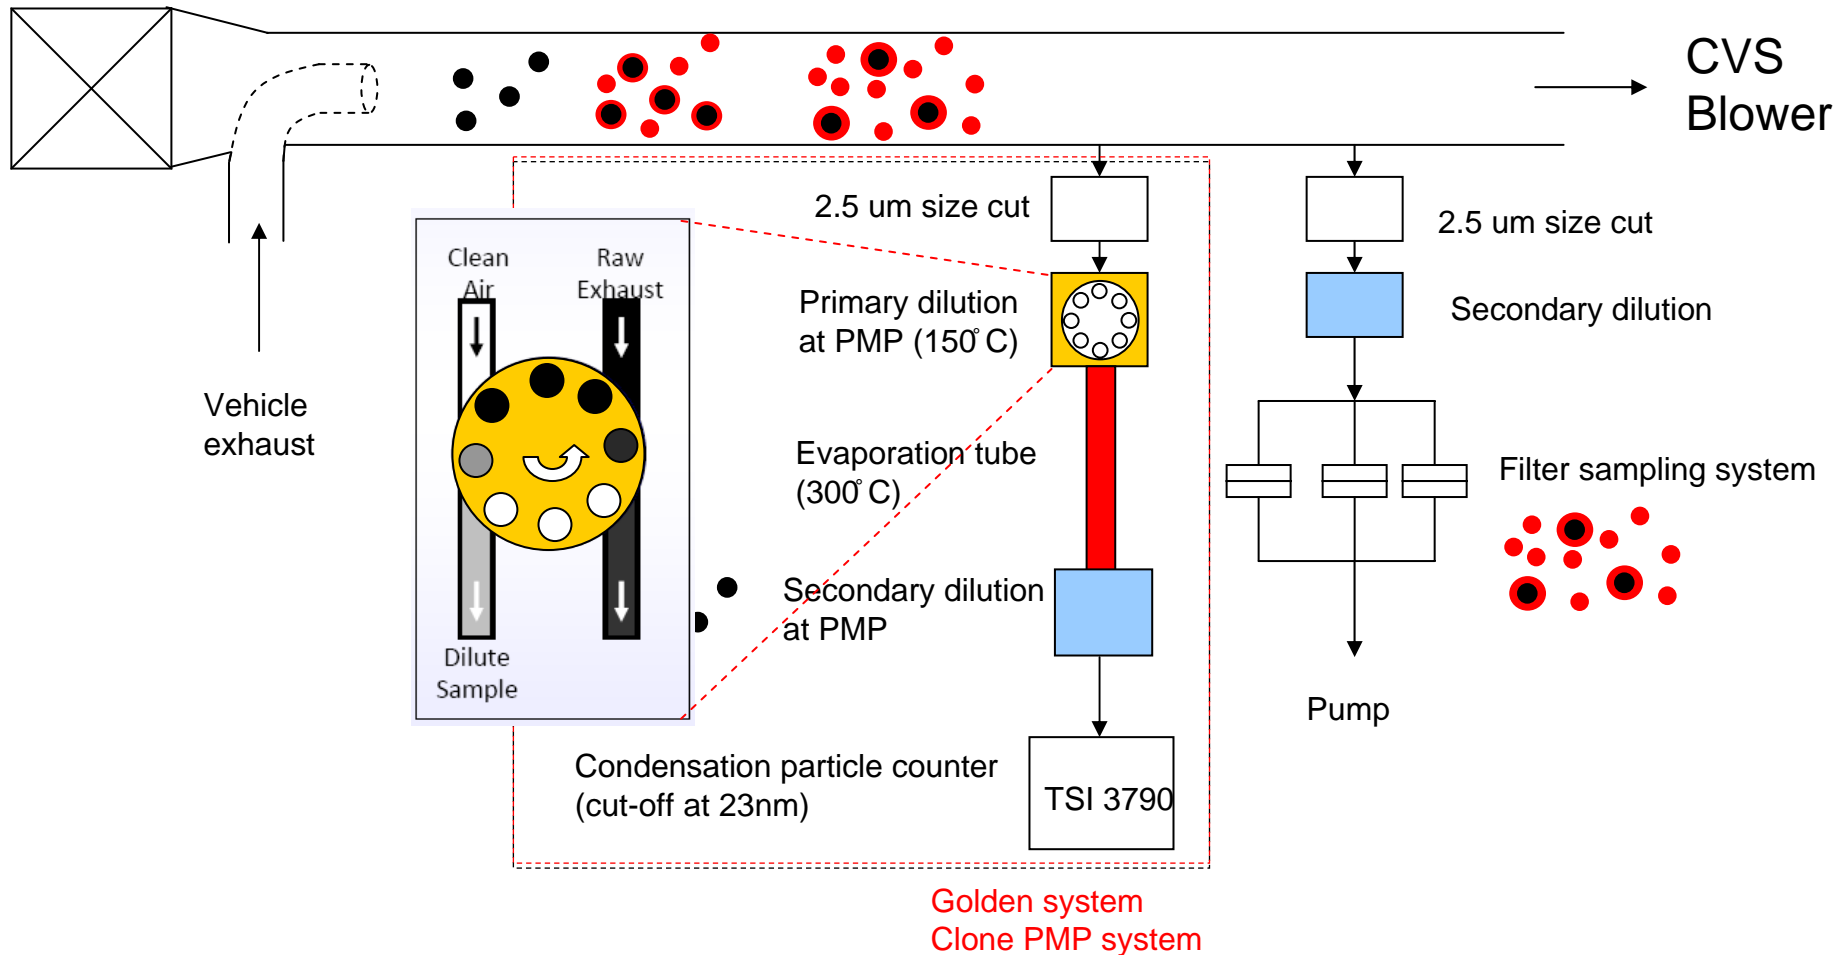 CVS
Blower
2.5 um size cut
2.5 um size cut
Clean
Air
Raw
Exhaust
Primary dilution
at PMP (150°C)
Secondary dilution
Vehicle
exhaust
Evaporation tube
(300°C)
Filter sampling system
Secondary dilution
at PMP
Dilute
Sample
Pump
Condensation particle counter
(cut-off at 23nm)
TSI 3790
Golden system
Clone PMP system